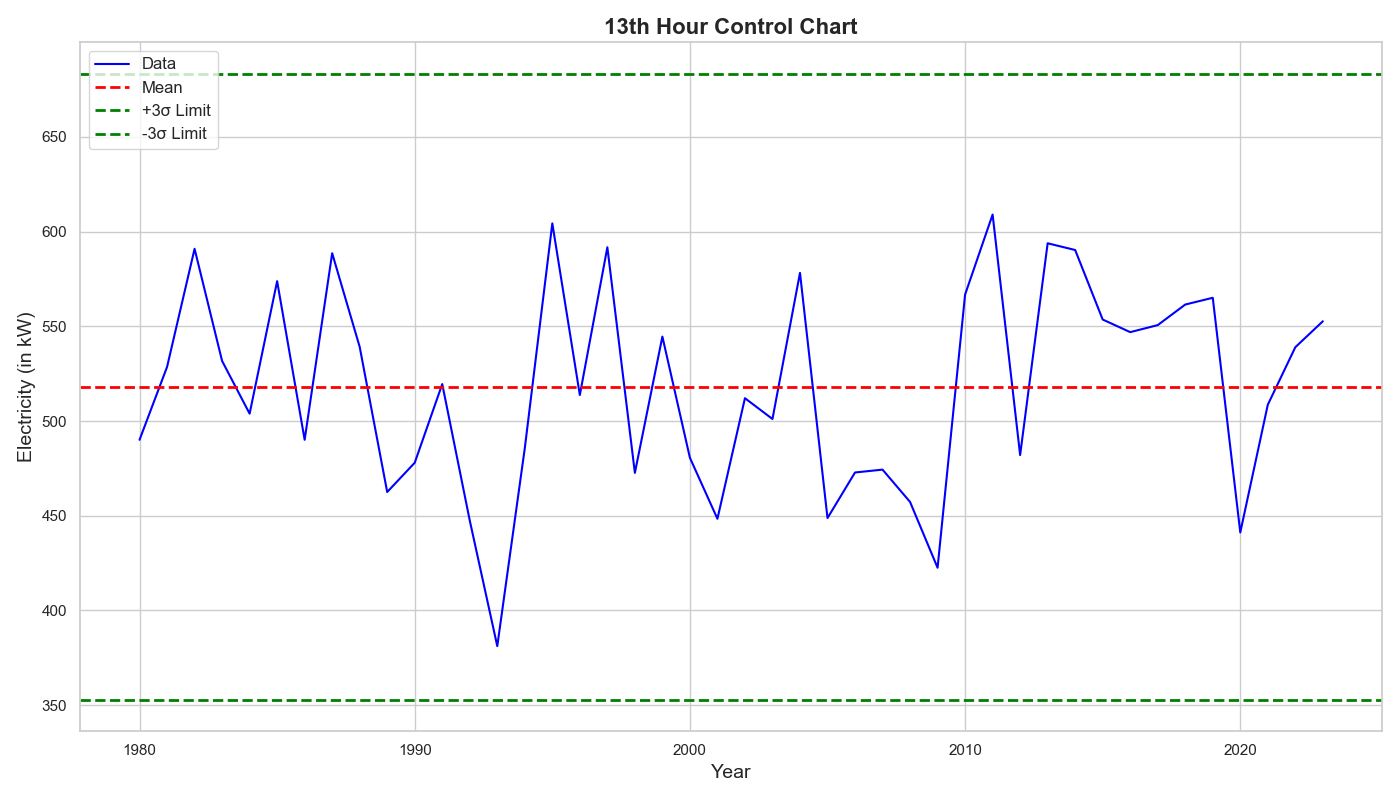 13th Hour Control Chart
Data
Mean
+3σ Limit
-3σ Limit
Electricity (in kW)
650
600
550
500
450
400
350
1980
1990
2000
2010
2020
Year